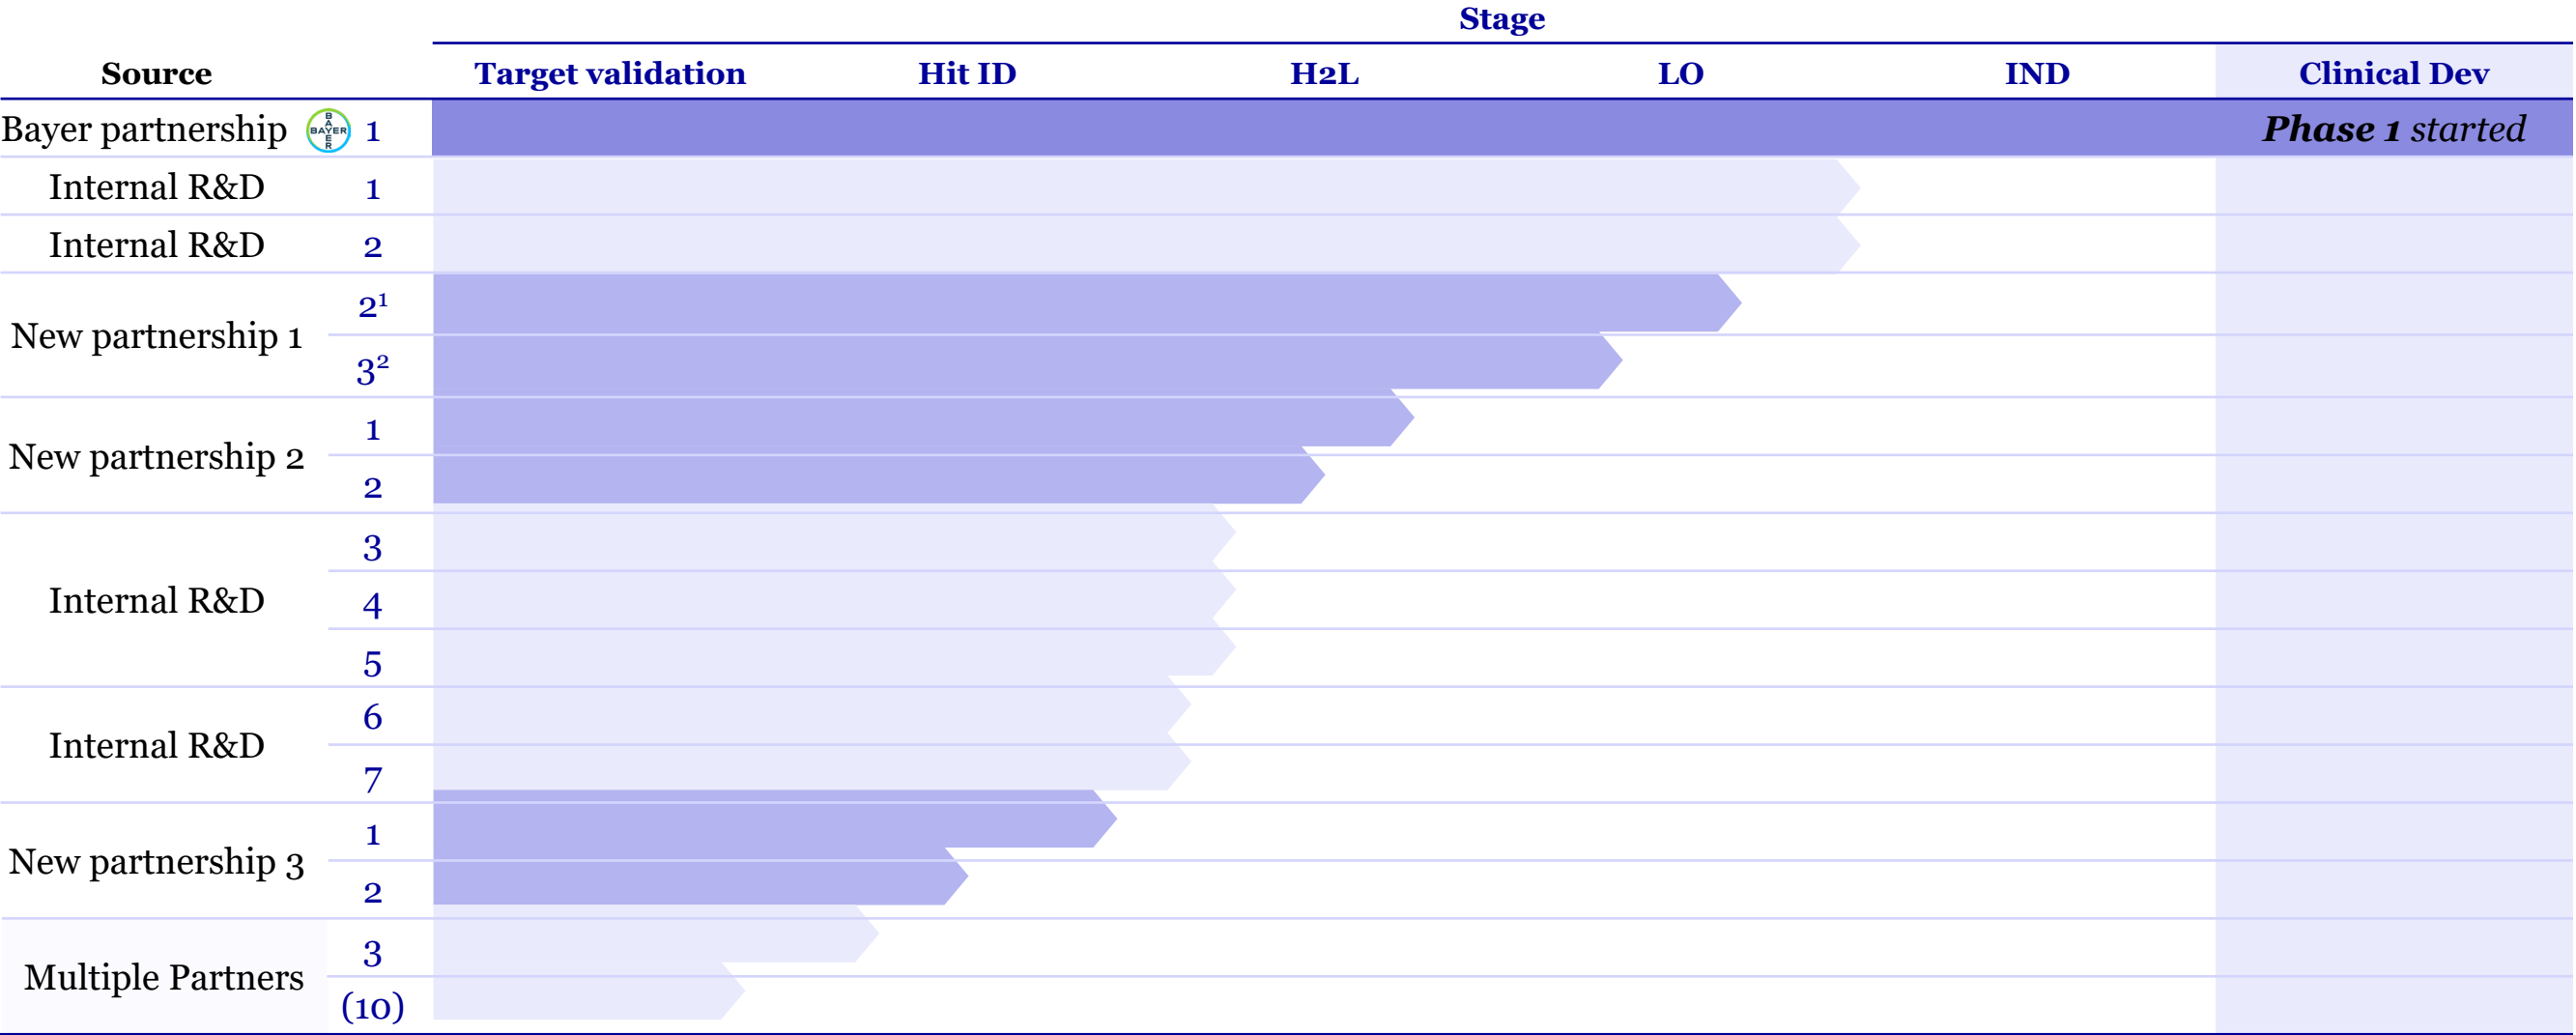 Stage
Source Target validation Hit ID H2L LO IND Clinical Dev
Bayer partnership BAYER BAYER 1 Phase 1 started
Internal R&D 1
Internal R&D 2
New partnership 1
2¹
3²
New partnership 2
1
2
Internal R&D
3
4
5
Internal R&D
6
7
New partnership 3
1
2
Multiple Partners
3
(10)